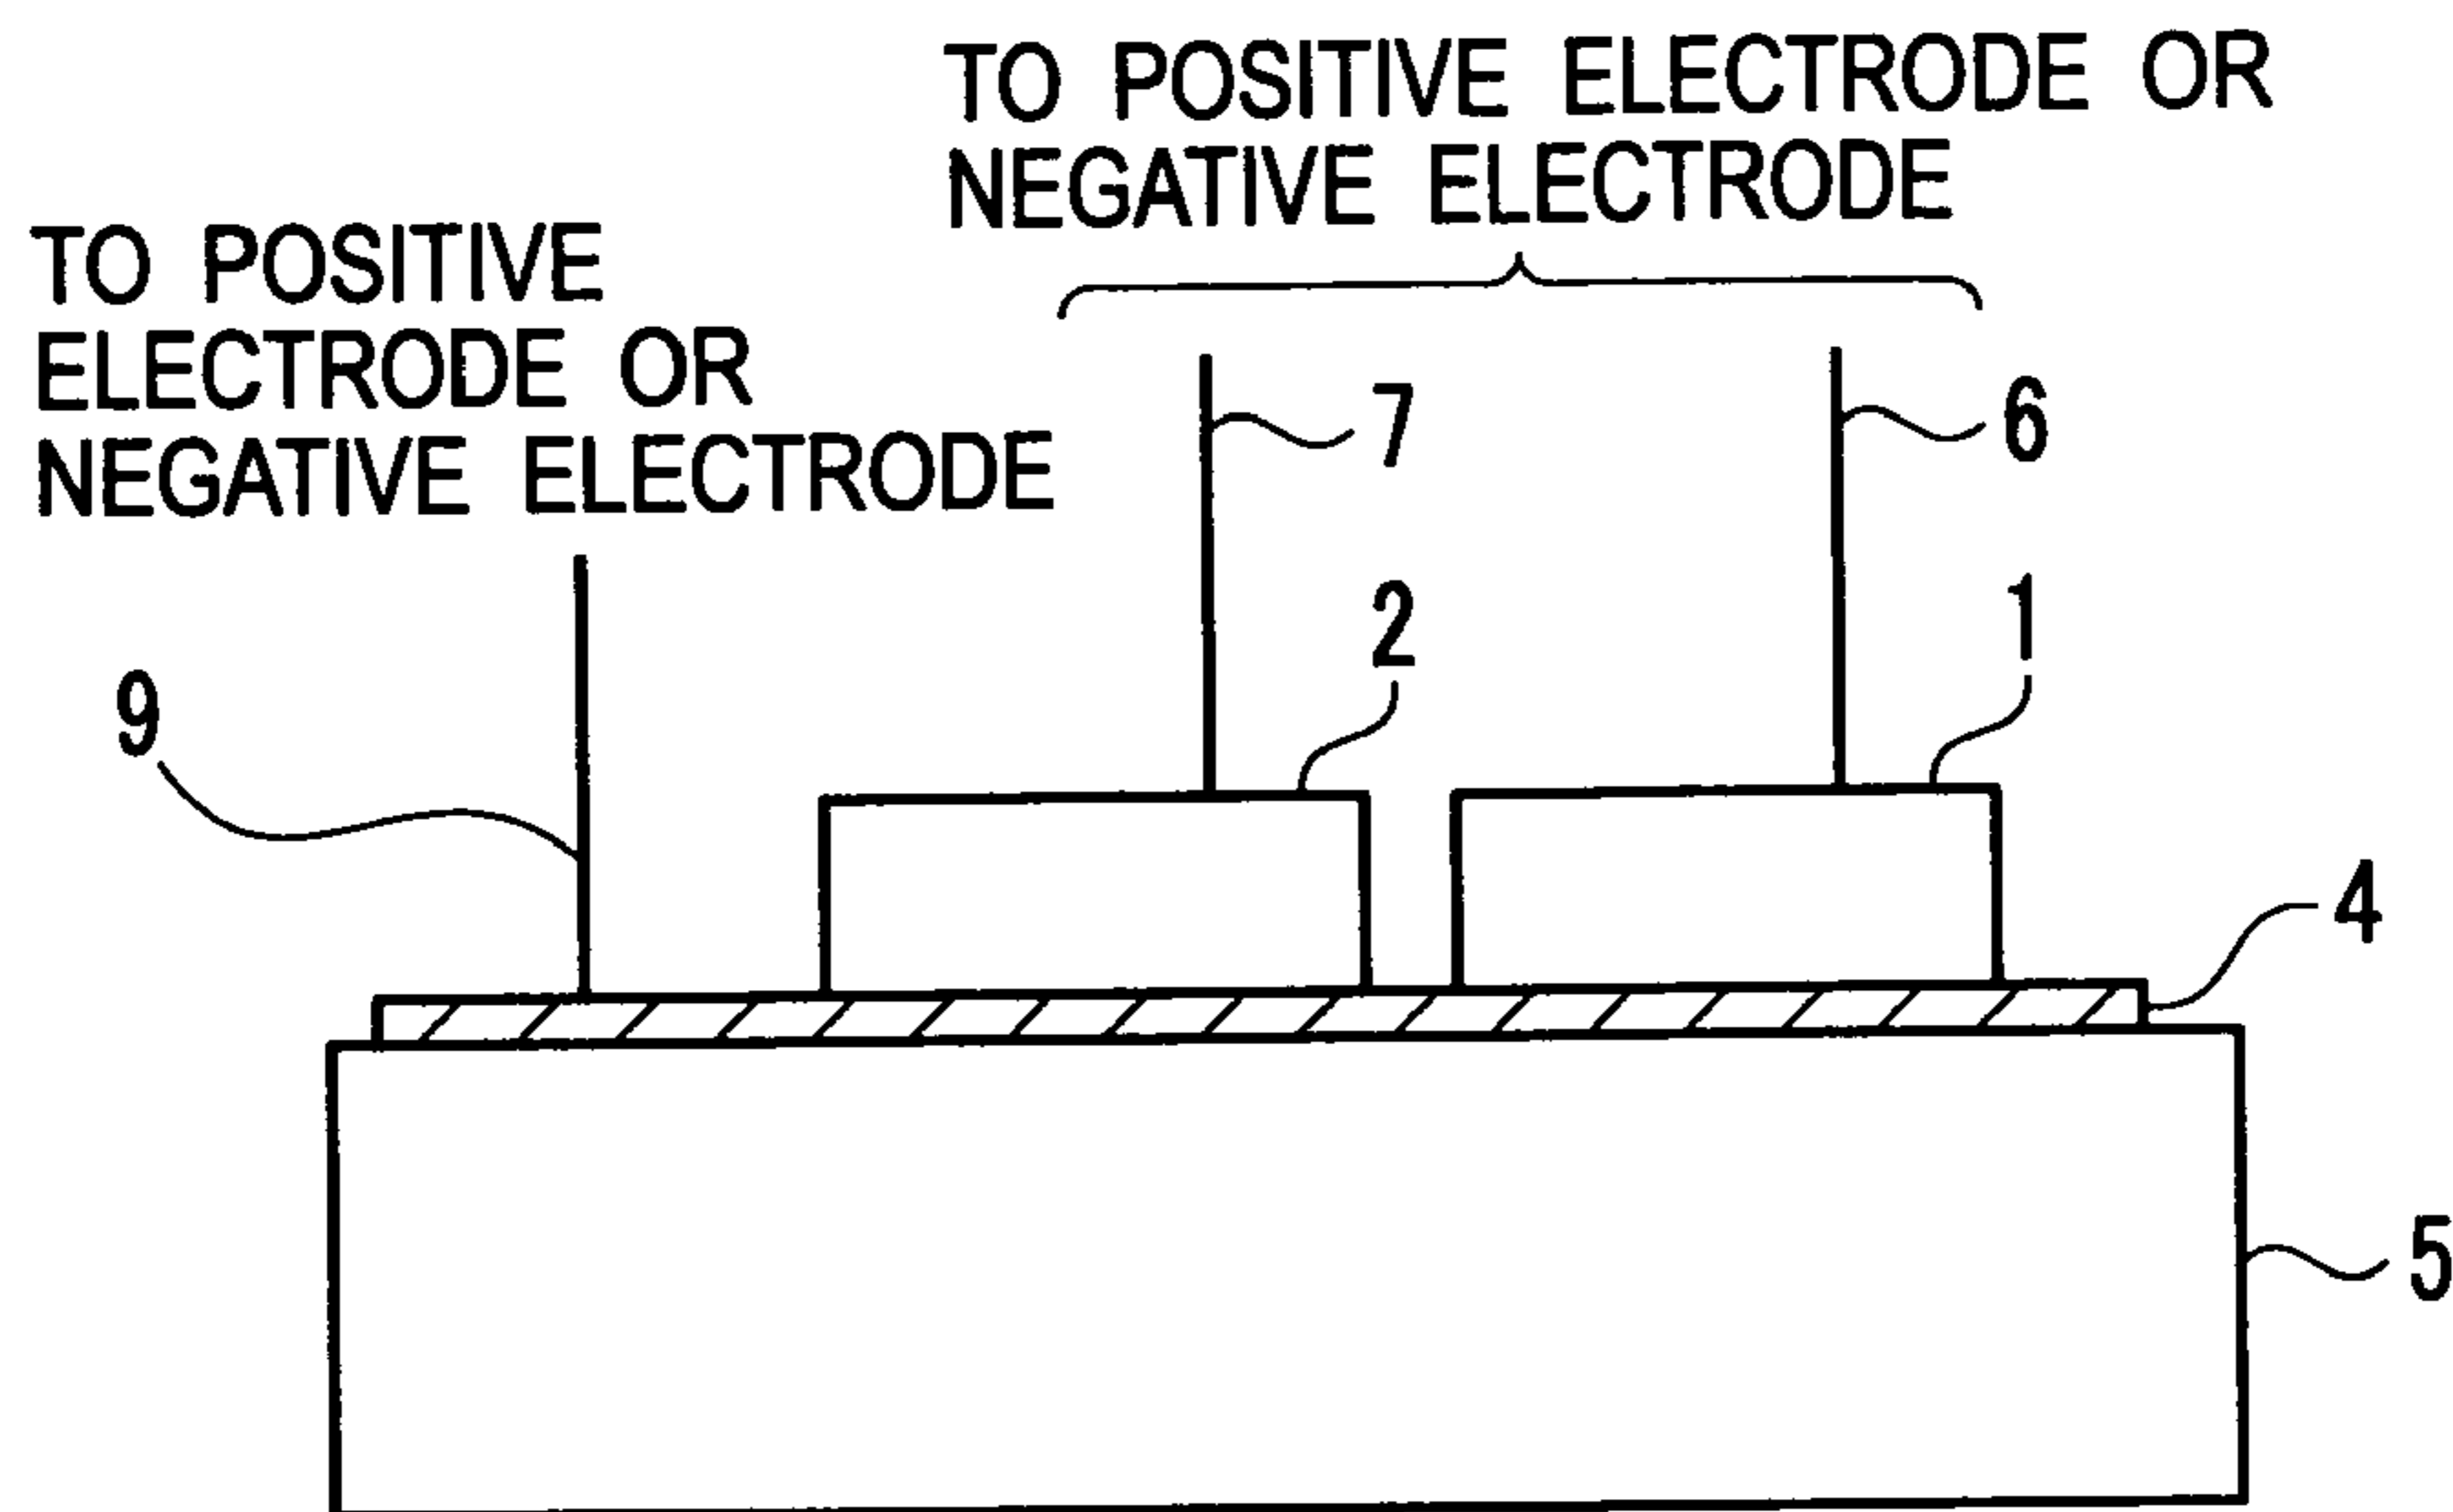 TO POSITIVE ELECTRODE OR
NEGATIVE ELECTRODE
TO POSITIVE
ELECTRODE OR
NEGATIVE ELECTRODE
7
6
2
1
9
4
5